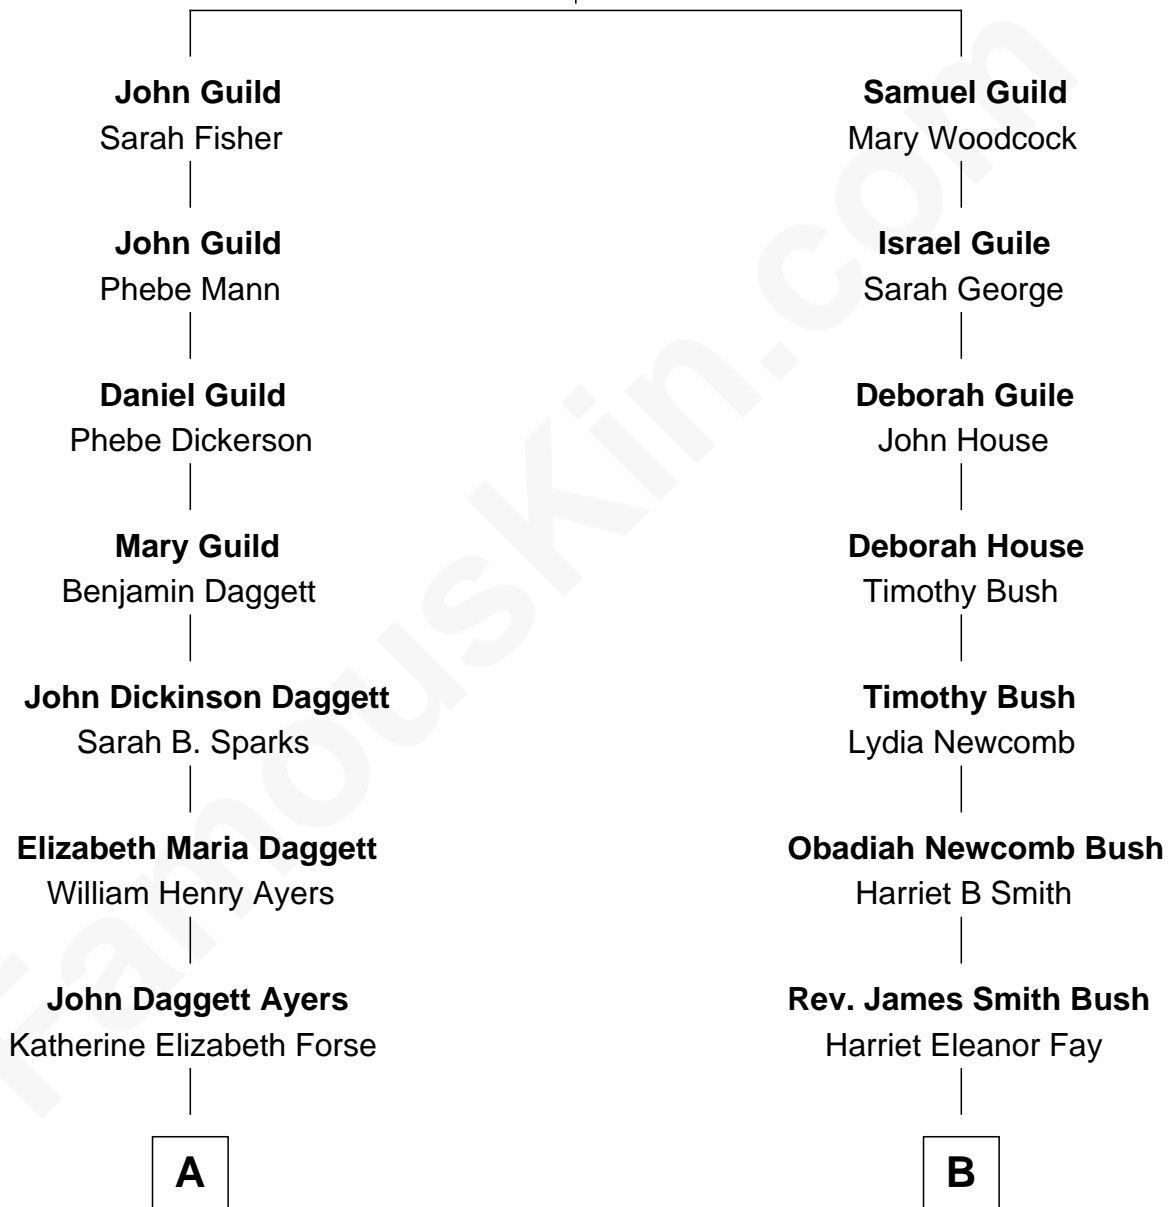 John Guild
Sarah Fisher
John Guild
Phebe Mann
Daniel Guild
Phebe Dickerson
Mary Guild
Benjamin Daggett
John Dickinson Daggett
Sarah B. Sparks
Elizabeth Maria Daggett
William Henry Ayers
John Daggett Ayers
Katherine Elizabeth Forse
A
Samuel Guild
Mary Woodcock
Israel Guile
Sarah George
Deborah Guile
John House
Deborah House
Timothy Bush
Timothy Bush
Lydia Newcomb
Obadiah Newcomb Bush
Harriet B Smith
Rev. James Smith Bush
Harriet Eleanor Fay
B
FamousKin.com